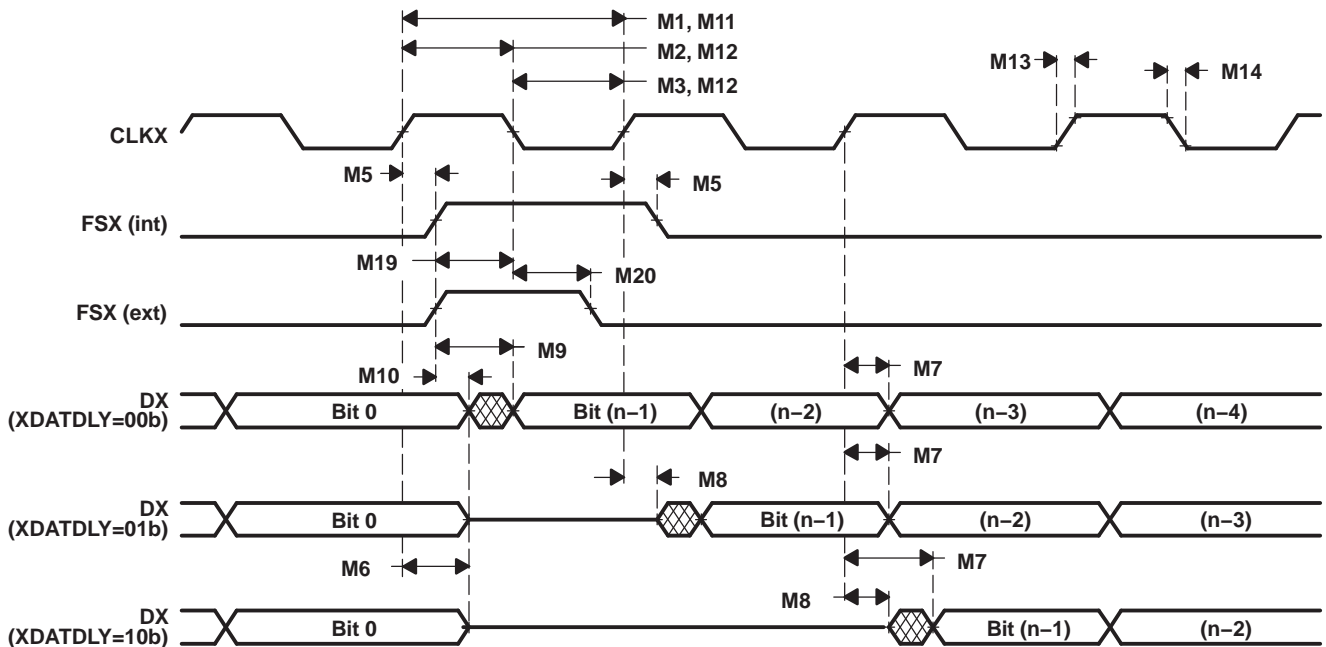 M1, M11
M2, M12
M3, M12
M13
M14
CLKX
M5
M5
FSX (int)
M19
M20
FSX (ext)
M9
M10
M7
DX
(XDATDLY=00b)
Bit 0
Bit (n−1)
(n−2)
(n−3)
(n−4)
M7
M8
DX
(XDATDLY=01b)
Bit 0
Bit (n−1)
(n−2)
(n−3)
M6
M7
M8
DX
(XDATDLY=10b)
Bit 0
Bit (n−1)
(n−2)